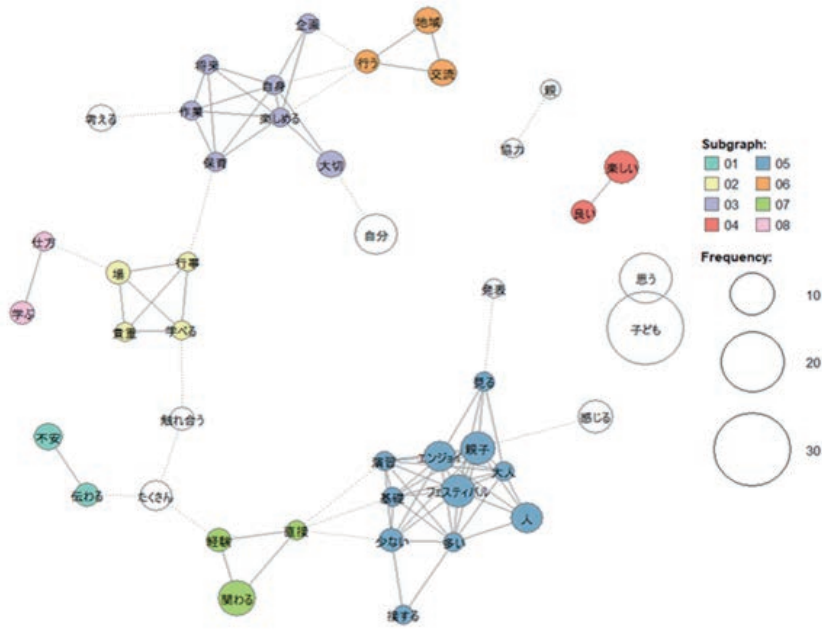 企画
地域
行う
交流
将来
自身
作業
楽しめる
考える
保育
大切
自分
親
協力
楽しい
良い
Subgraph:
01 05
02 06
03 07
04 08
Frequency:
10
20
30
仕方
場
行事
学ぶ
貴重
学べる
思う
子ども
発表
見る
触れ合う
感じる
不安
伝わる
たくさん
演習
エンジョイ
親子
大人
基礎
フェスティバル
人
経験
直接
少ない
多い
関わる
接する